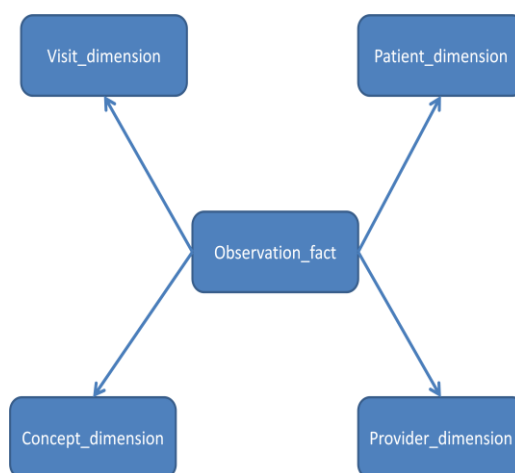 Visit_dimension
Patient_dimension
Observation_fact
Concept_dimension
Provider_dimension